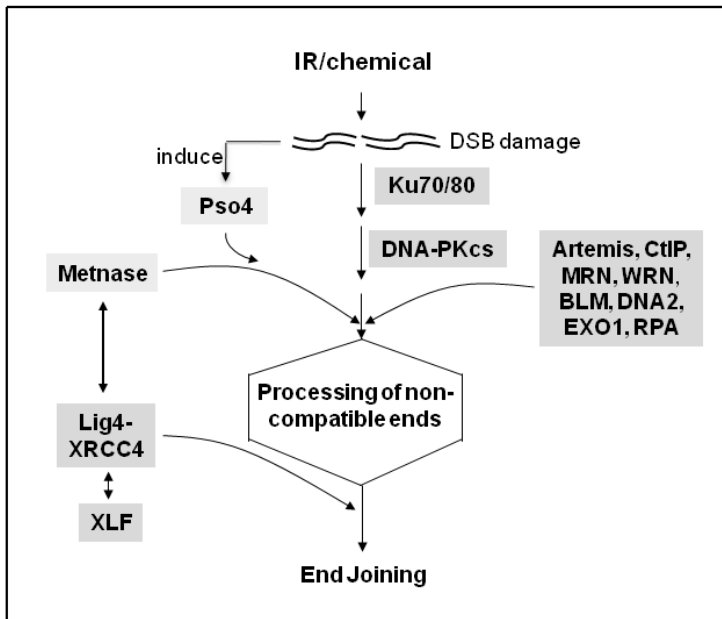 IR/chemical
DSB damage
induce
Ku70/80
Pso4
DNA-PKcs
Artemis, CtIP,
MRN, WRN,
BLM, DNA2,
EXO1, RPA
Metnase
Processing of non-
compatible ends
Lig4-
XRCC4
XLF
End Joining